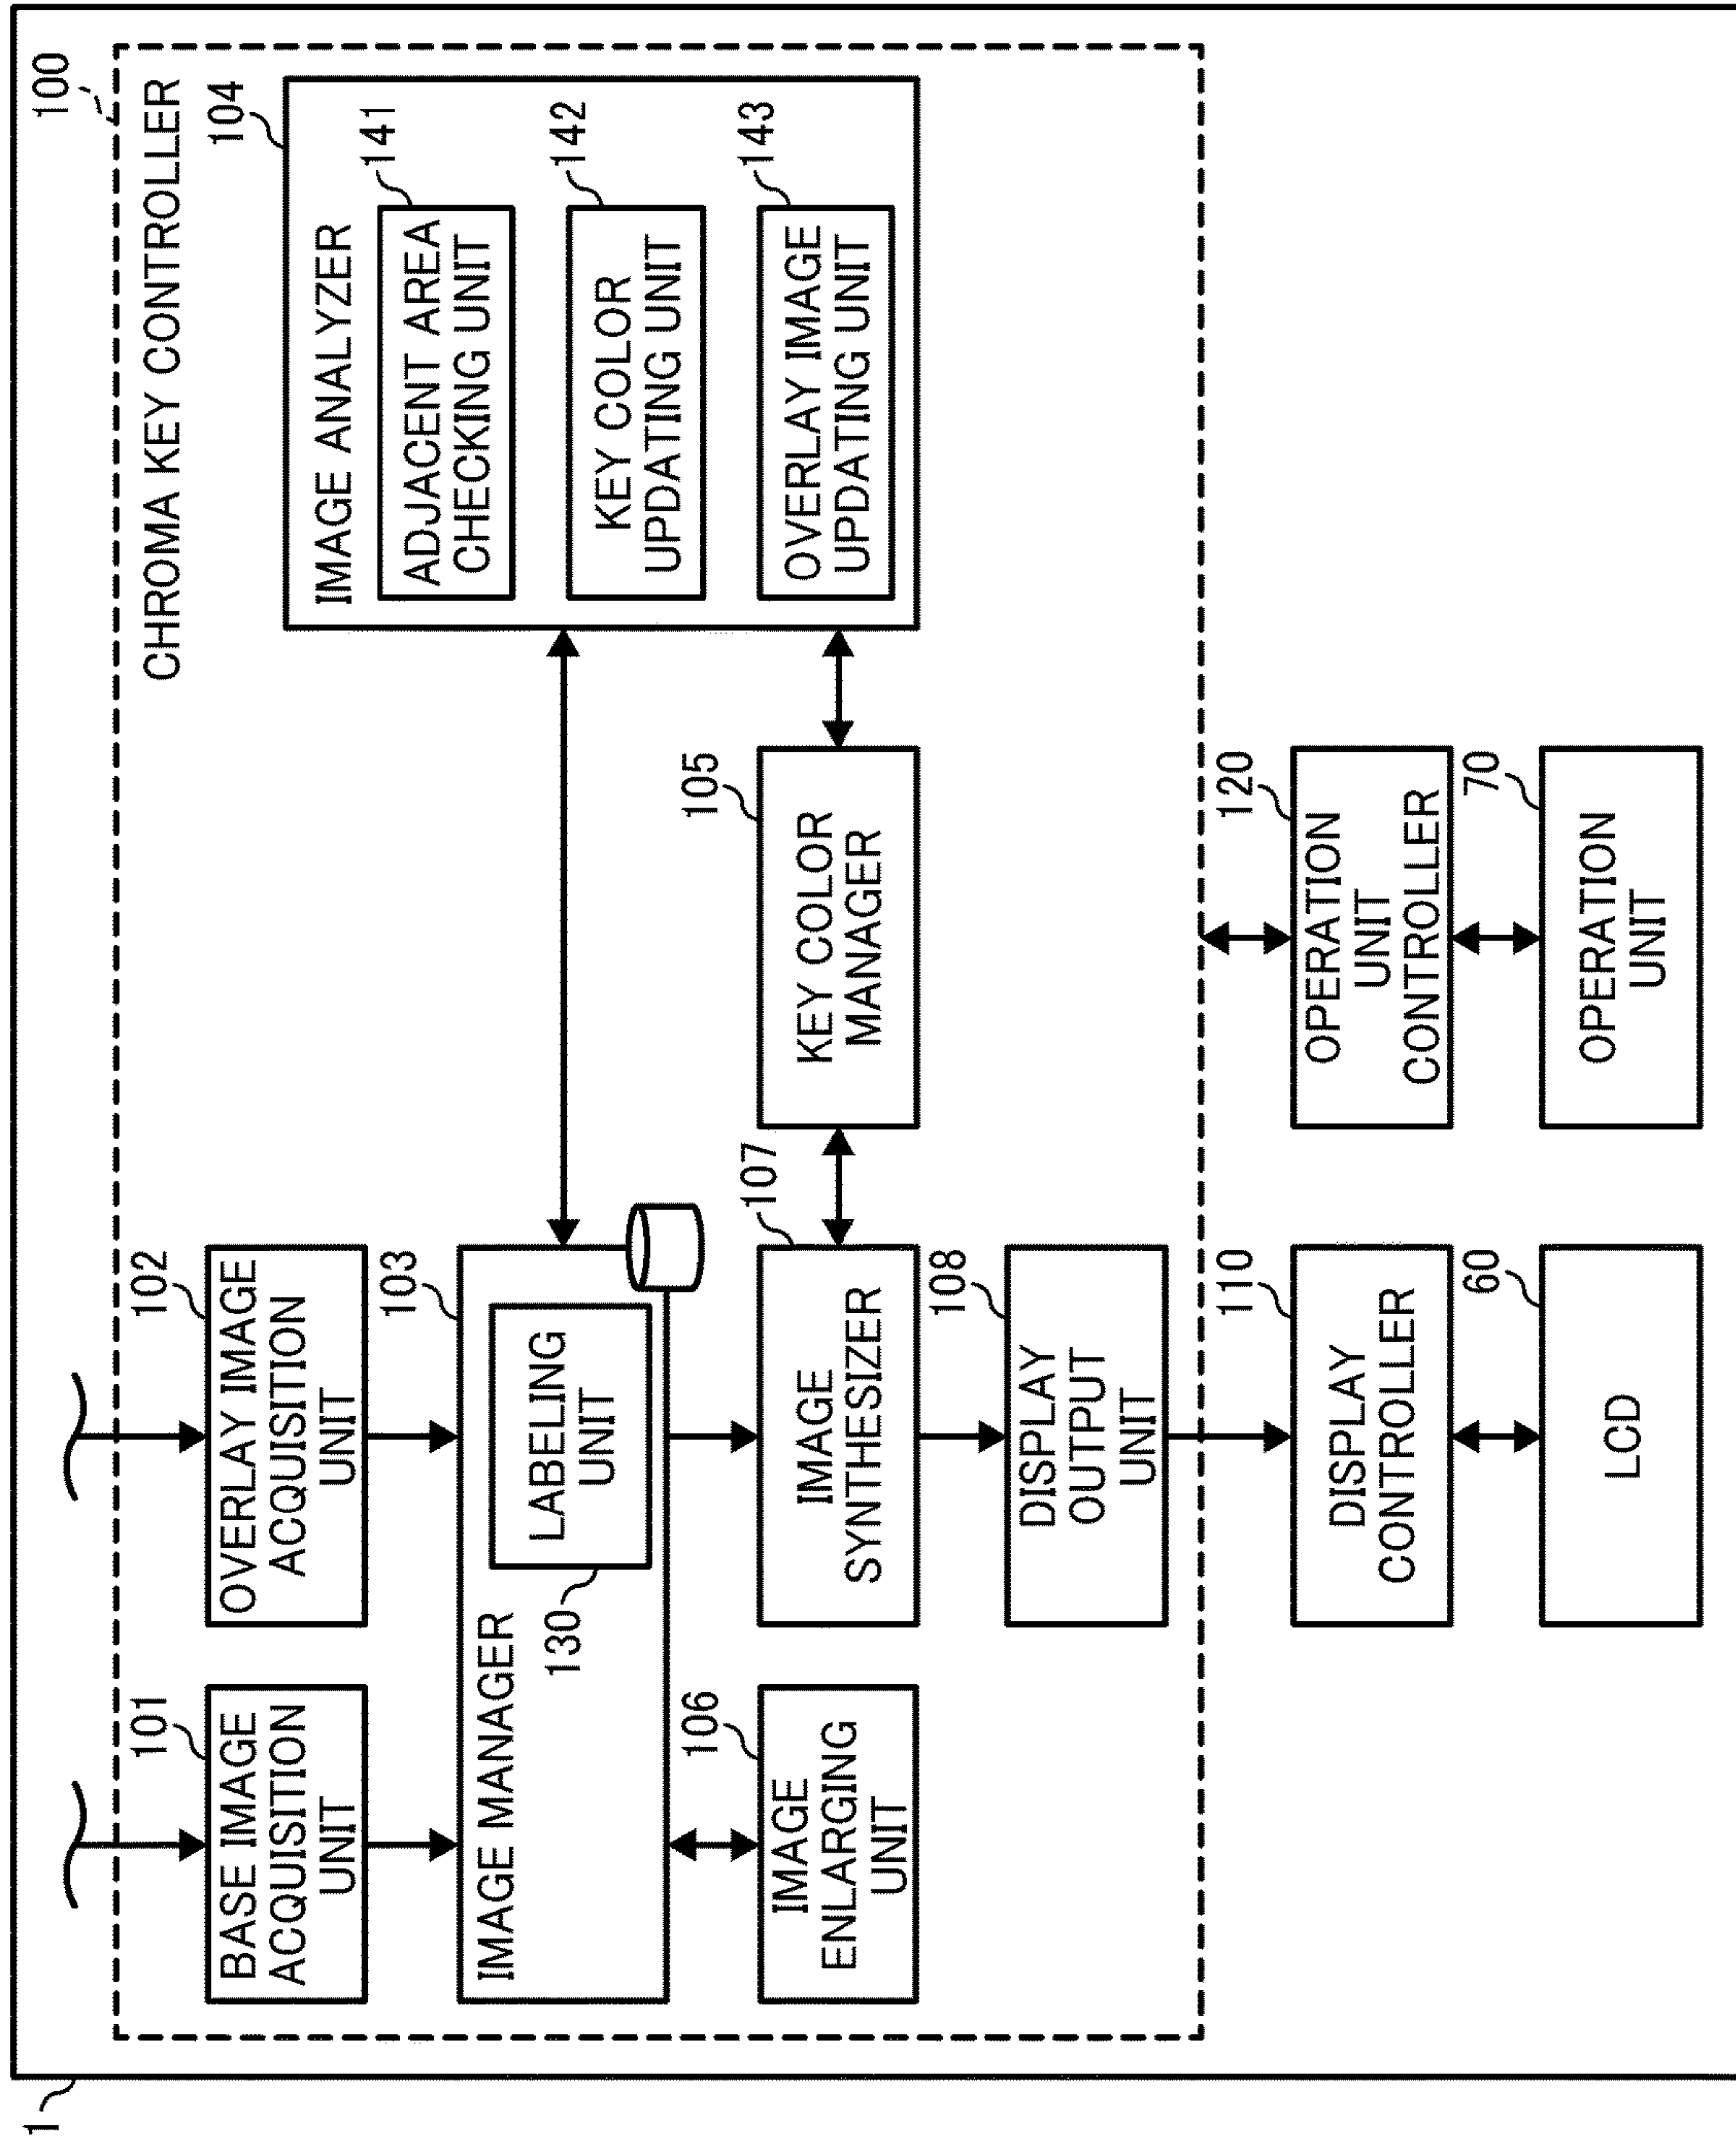 1
100
CHROMA KEY CONTROLLER
101
BASE IMAGE
ACQUISITION
UNIT
102
OVERLAY IMAGE
ACQUISITION
UNIT
104
IMAGE ANALYZER
141
ADJACENT AREA
CHECKING UNIT
142
KEY COLOR
UPDATING UNIT
143
OVERLAY IMAGE
UPDATING UNIT
103
IMAGE MANAGER
130
LABELING
UNIT
106
IMAGE
ENLARGING
UNIT
107
IMAGE
SYNTHESIZER
105
KEY COLOR
MANAGER
108
DISPLAY
OUTPUT
UNIT
110
DISPLAY
CONTROLLER
120
OPERATION
UNIT
CONTROLLER
60
LCD
70
OPERATION
UNIT